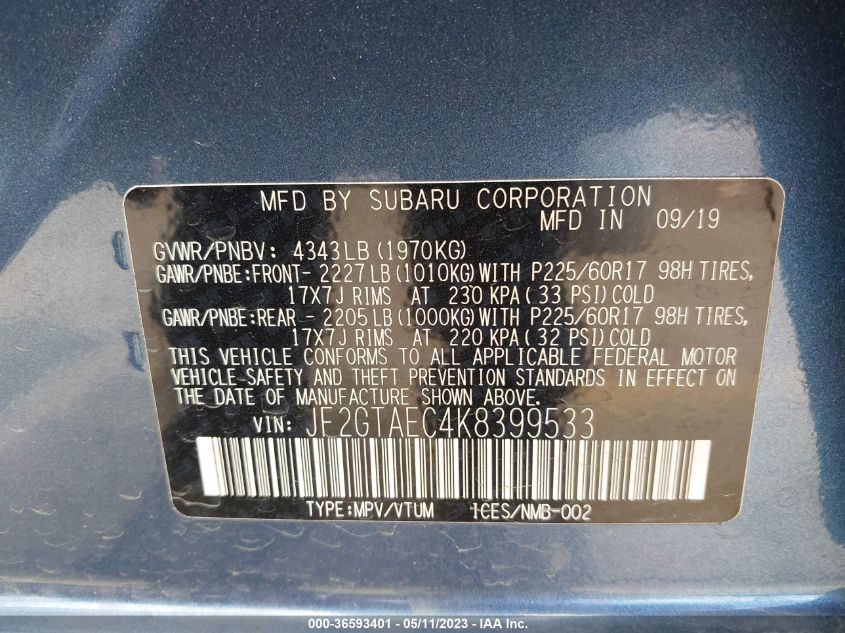 MFD BY SUBARU CORPORATION
MFD IN 09/19
GVWR/PNBV: 4343LB(1970KG)
GAWR/PNBE:FRONT- 2227LB(1010KG)WITH P225/60R17 98H TIRES,
17X7J RIMS AT 230 KPA(33 PSI)COLD
GAWR/PNBE:REAR - 2205LB(1000KG)WITH P225/60R17 98H TIRES,
17X7J RIMS AT 220 KPA(32 PSI)COLD
THIS VEHICLE CONFORMS TO ALL APPLICABLE FEDERAL MOTOR
VEHICLE SAFETY AND THEFT PREVENTION STANDARDS IN EFFECT ON
THE DATE OF MANUFACTURE SHOWN ABOVE.
VIN: JF2GTAEC4K8399533
TYPE:MPV/VTUM ICES/NMB-002
000-36593401 - 05/11/2023 - IAA Inc.